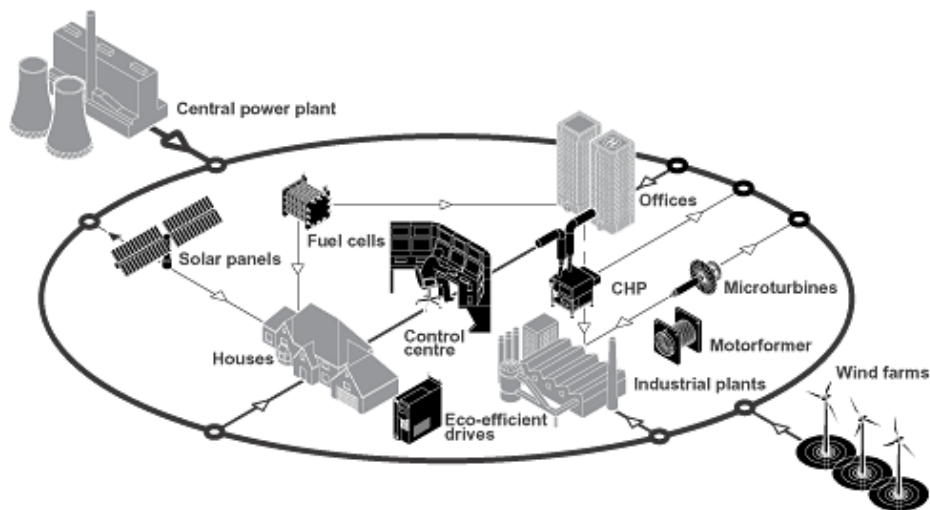 Central power plant
Offices
Fuel cells
Solar panels
CHP
Microturbines
Control
centre
Houses
Motorformer
Industrial plants
Wind farms
Eco-efficient
drives